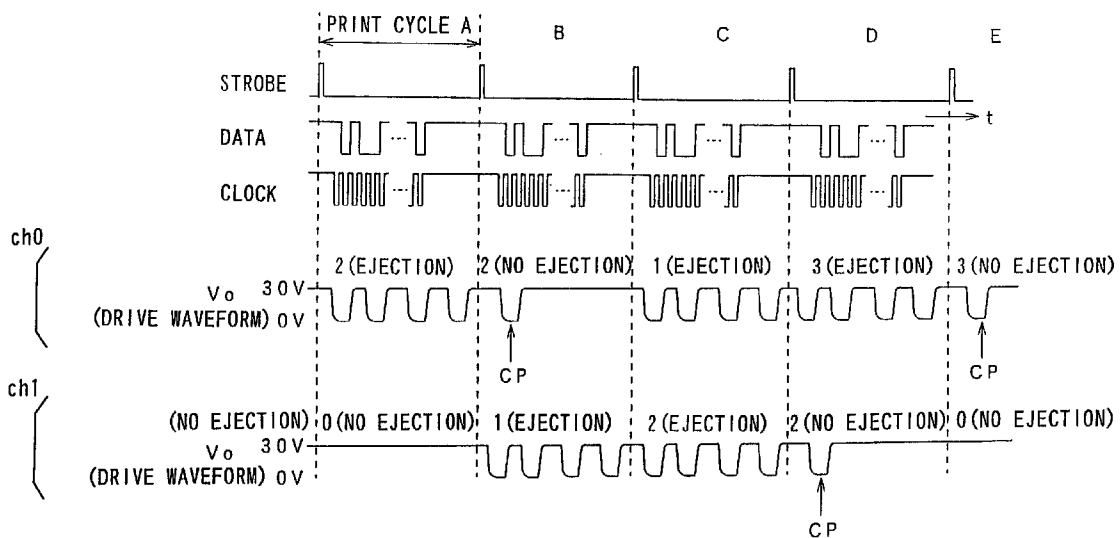 PRINT CYCLE A B C D E
STROBE
t
DATA
CLOCK
ch0
2 (EJECTION) 2 (NO EJECTION) 1 (EJECTION) 3 (EJECTION) 3 (NO EJECTION)
Vo 30V
(DRIVE WAVEFORM) 0V
CP CP
ch1
(NO EJECTION) 0 (NO EJECTION) 1 (EJECTION) 2 (EJECTION) 2 (NO EJECTION) 0 (NO EJECTION)
Vo 30V
(DRIVE WAVEFORM) 0V
CP